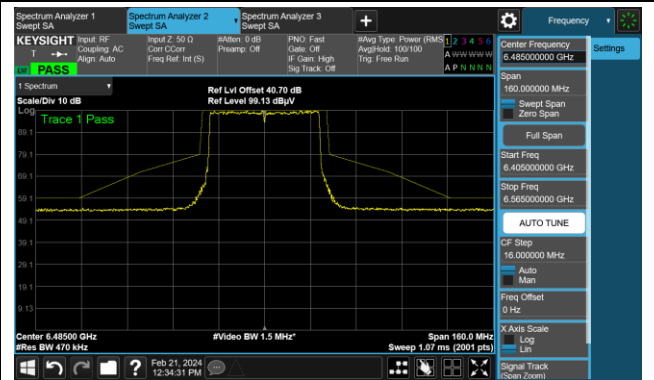 Spectrum Analyzer 1
Swept SA
Spectrum Analyzer 2
Swept SA
Spectrum Analyzer 3
Swept SA
+
Frequency
KEYSIGHT
T
PASS
Input: RF
Coupling: AC
Align: Auto
Input Z: 50 Ω
Corr CCorr
Freq Ref: Int (S)
#Atten: 0 dB
Preamp: Off
PNO: Fast
Gate: Off
IF Gain: High
Sig Track: Off
#Avg Type: Power (RMS)
Avg|Hold: 100/100
Trig: Free Run
1 2 3 4 5 6
A W W W W W
A P N N N N
1 Spectrum
Scale/Div 10 dB
Ref Lvl Offset 40.70 dB
Ref Level 99.13 dBµV
Log
Trace 1 Pass
89.1
79.1
69.1
59.1
49.1
39.1
29.1
19.1
9.13
Center 6.48500 GHz
#Res BW 470 kHz
#Video BW 1.5 MHz*
Span 160.0 MHz
Sweep 1.07 ms (2001 pts)
Feb 21, 2024
12:34:31 PM
Center Frequency
6.485000000 GHz
Settings
Span
160.000000 MHz
Swept Span
Zero Span
Full Span
Start Freq
6.405000000 GHz
Stop Freq
6.565000000 GHz
AUTO TUNE
CF Step
16.000000 MHz
Auto
Man
Freq Offset
0 Hz
X Axis Scale
Log
Lin
Signal Track
(Span Zoom)